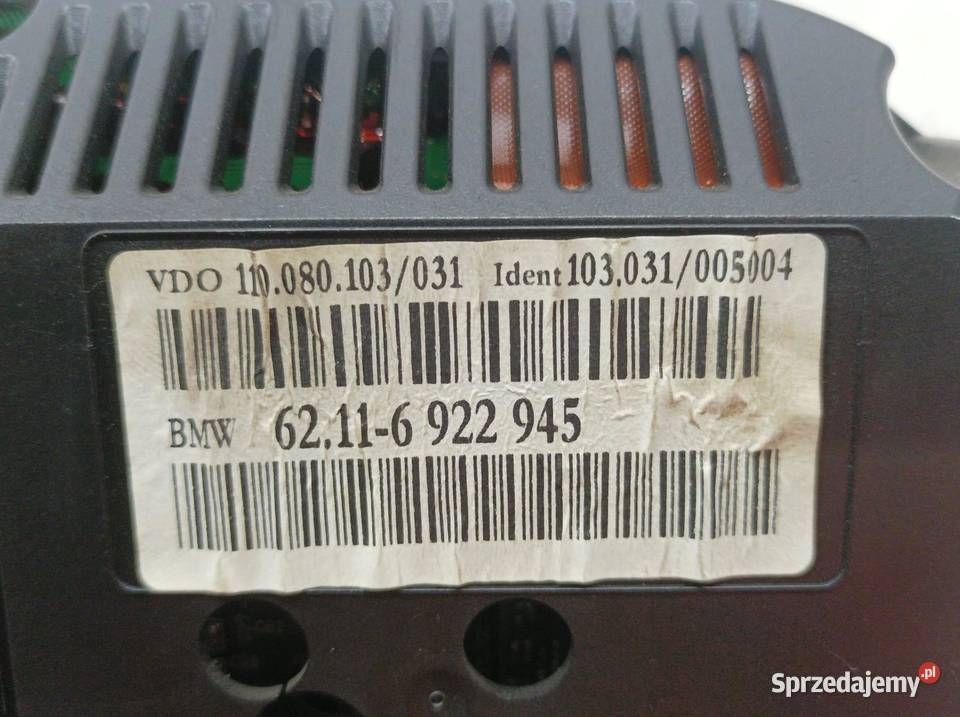 VDO 110.080.103/031 Ident 103.031/005004
BMW 62.11-6 922 945
Sprzedajemy.pl